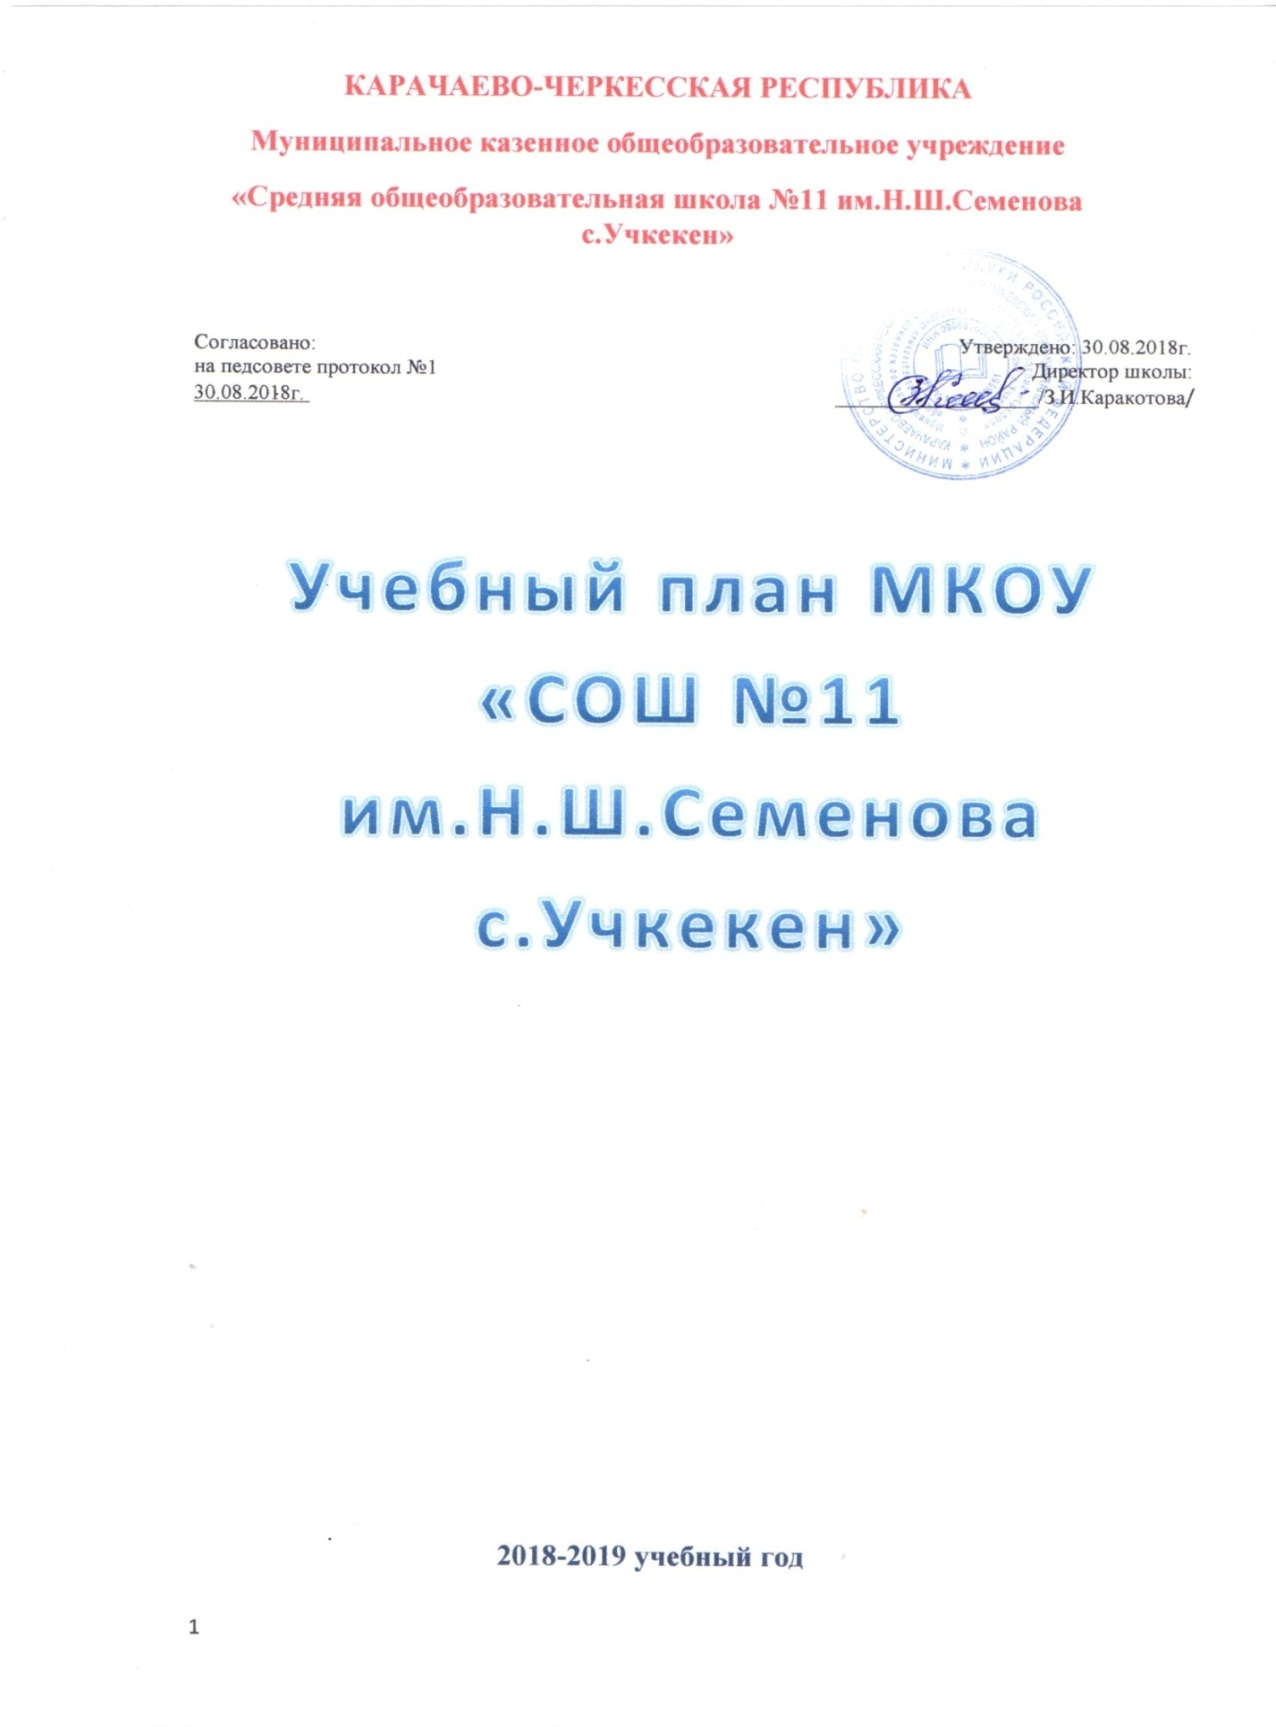 КАРАЧАЕВО-ЧЕРКЕССКАЯ РЕСПУБЛИКА
Муниципальное казенное общеобразовательное учреждение
«Средняя общеобразовательная школа №11 им.Н.Ш.Семенова
с.Учкекен»
Согласовано:
на педсовете протокол №1
30.08.2018г.
Утверждено: 30.08.2018г.
Директор школы:
/З.И.Каракотова/
Учебный план МКОУ
«СОШ №11
им.Н.Ш.Семенова
с.Учкекен»
2018-2019 учебный год
1